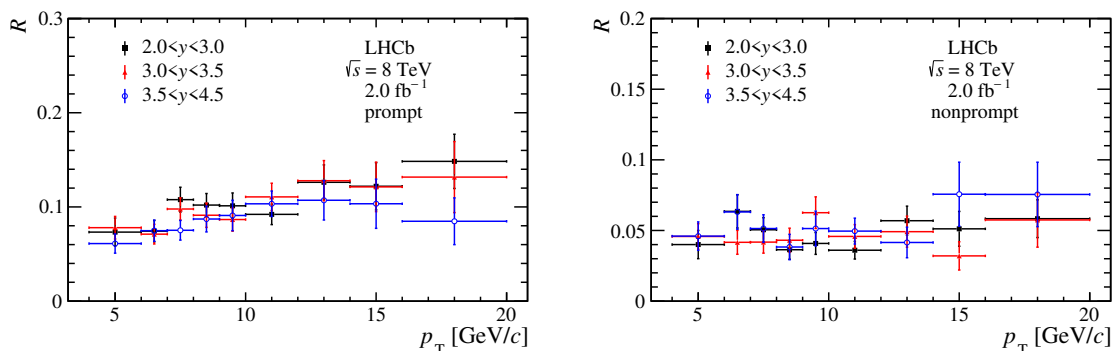 R
0.3
0.2
0.1
0
5
10
15
20
p_T [GeV/c]
2.0<y<3.0
3.0<y<3.5
3.5<y<4.5
LHCb
√s = 8 TeV
2.0 fb⁻¹
prompt
R
0.2
0.15
0.1
0.05
0
5
10
15
20
p_T [GeV/c]
2.0<y<3.0
3.0<y<3.5
3.5<y<4.5
LHCb
√s = 8 TeV
2.0 fb⁻¹
nonprompt